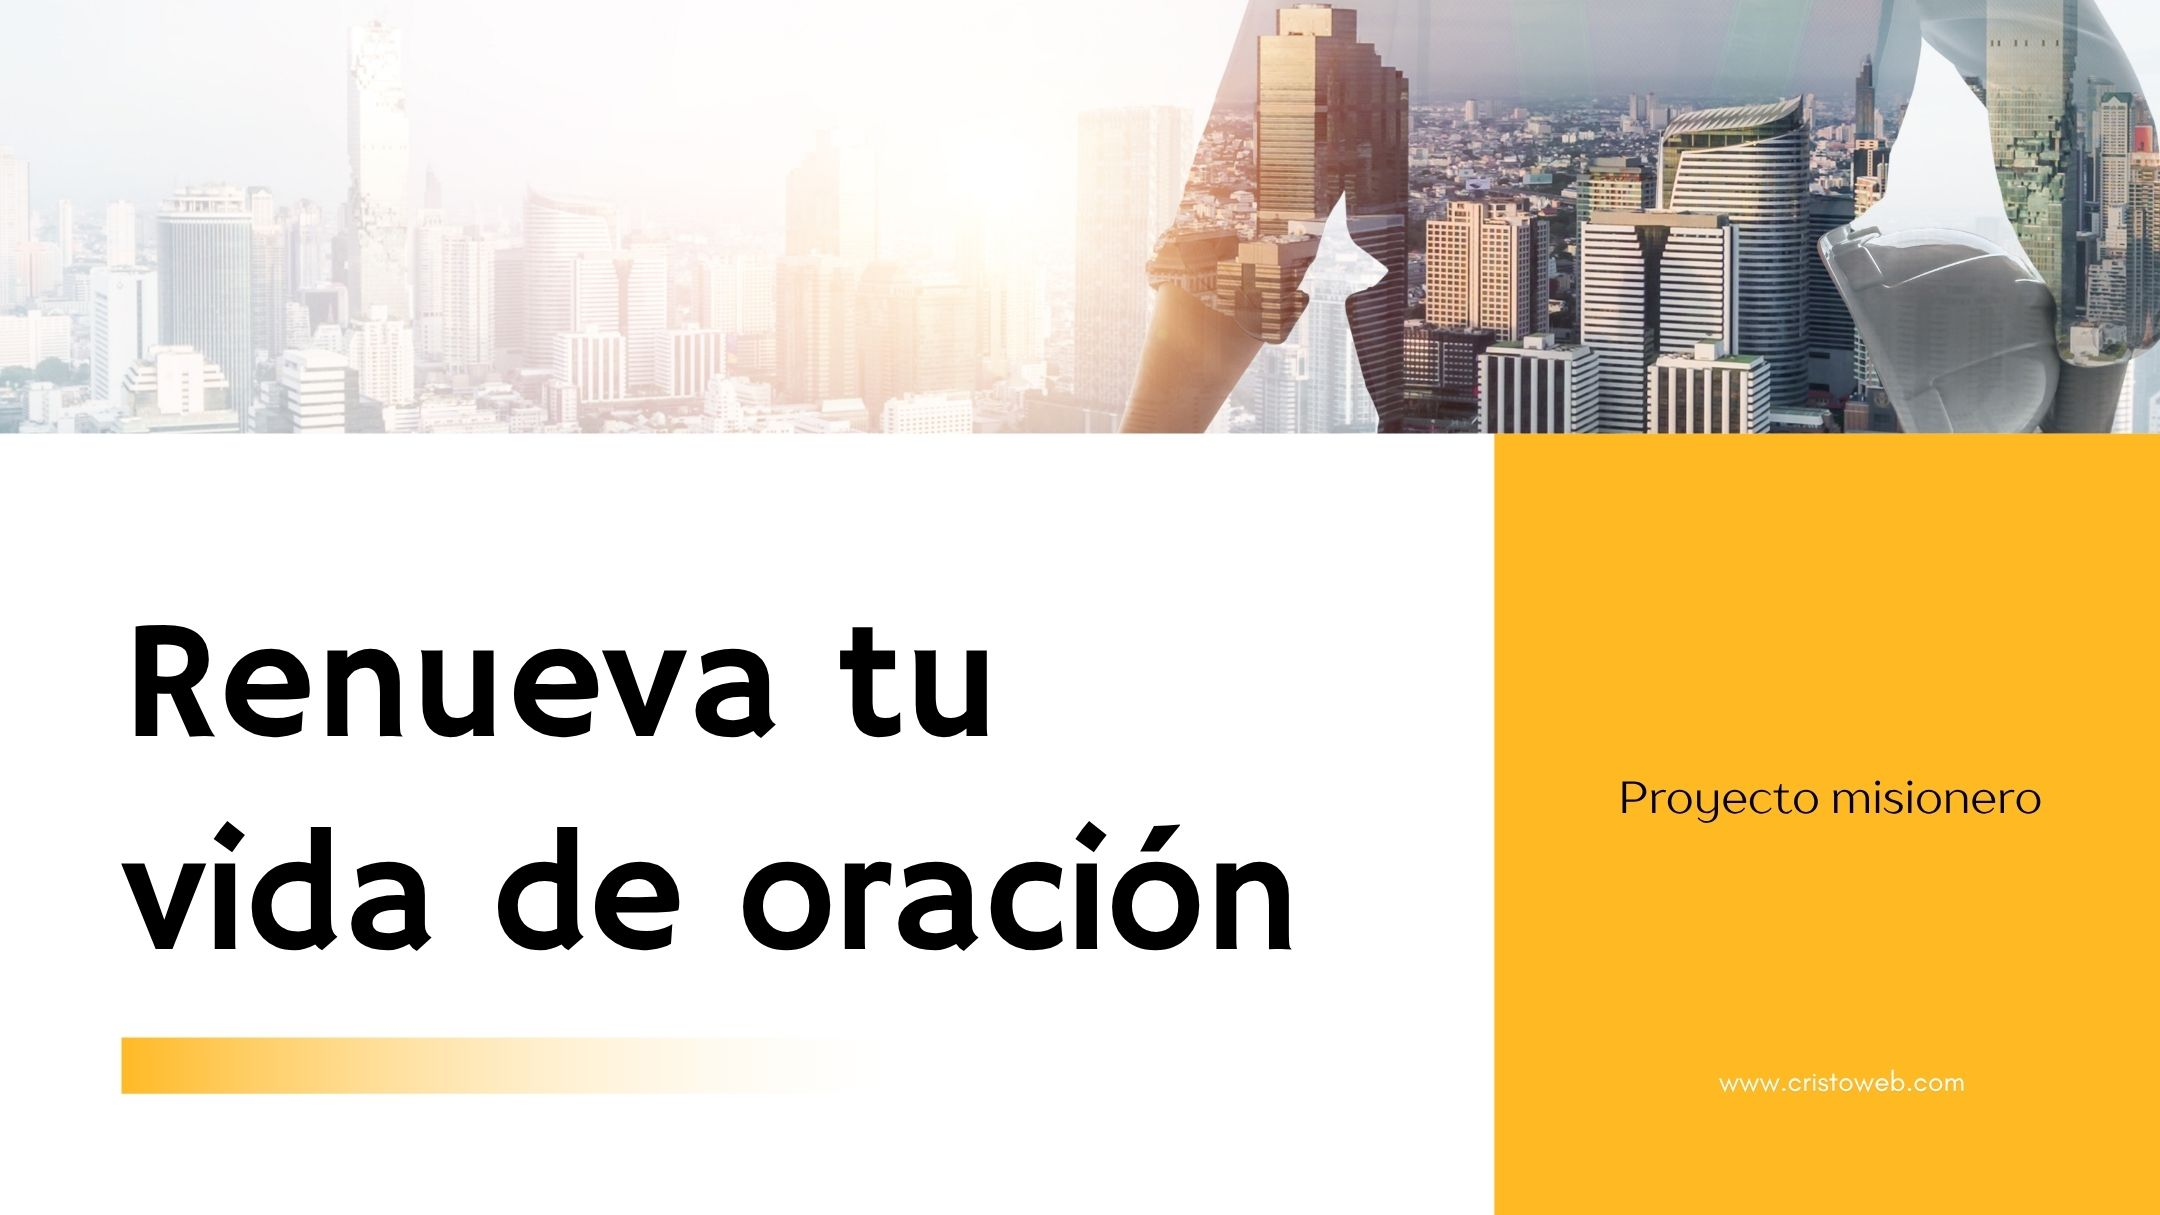 Renueva tu
vida de oración
Proyecto misionero
www.cristoweb.com